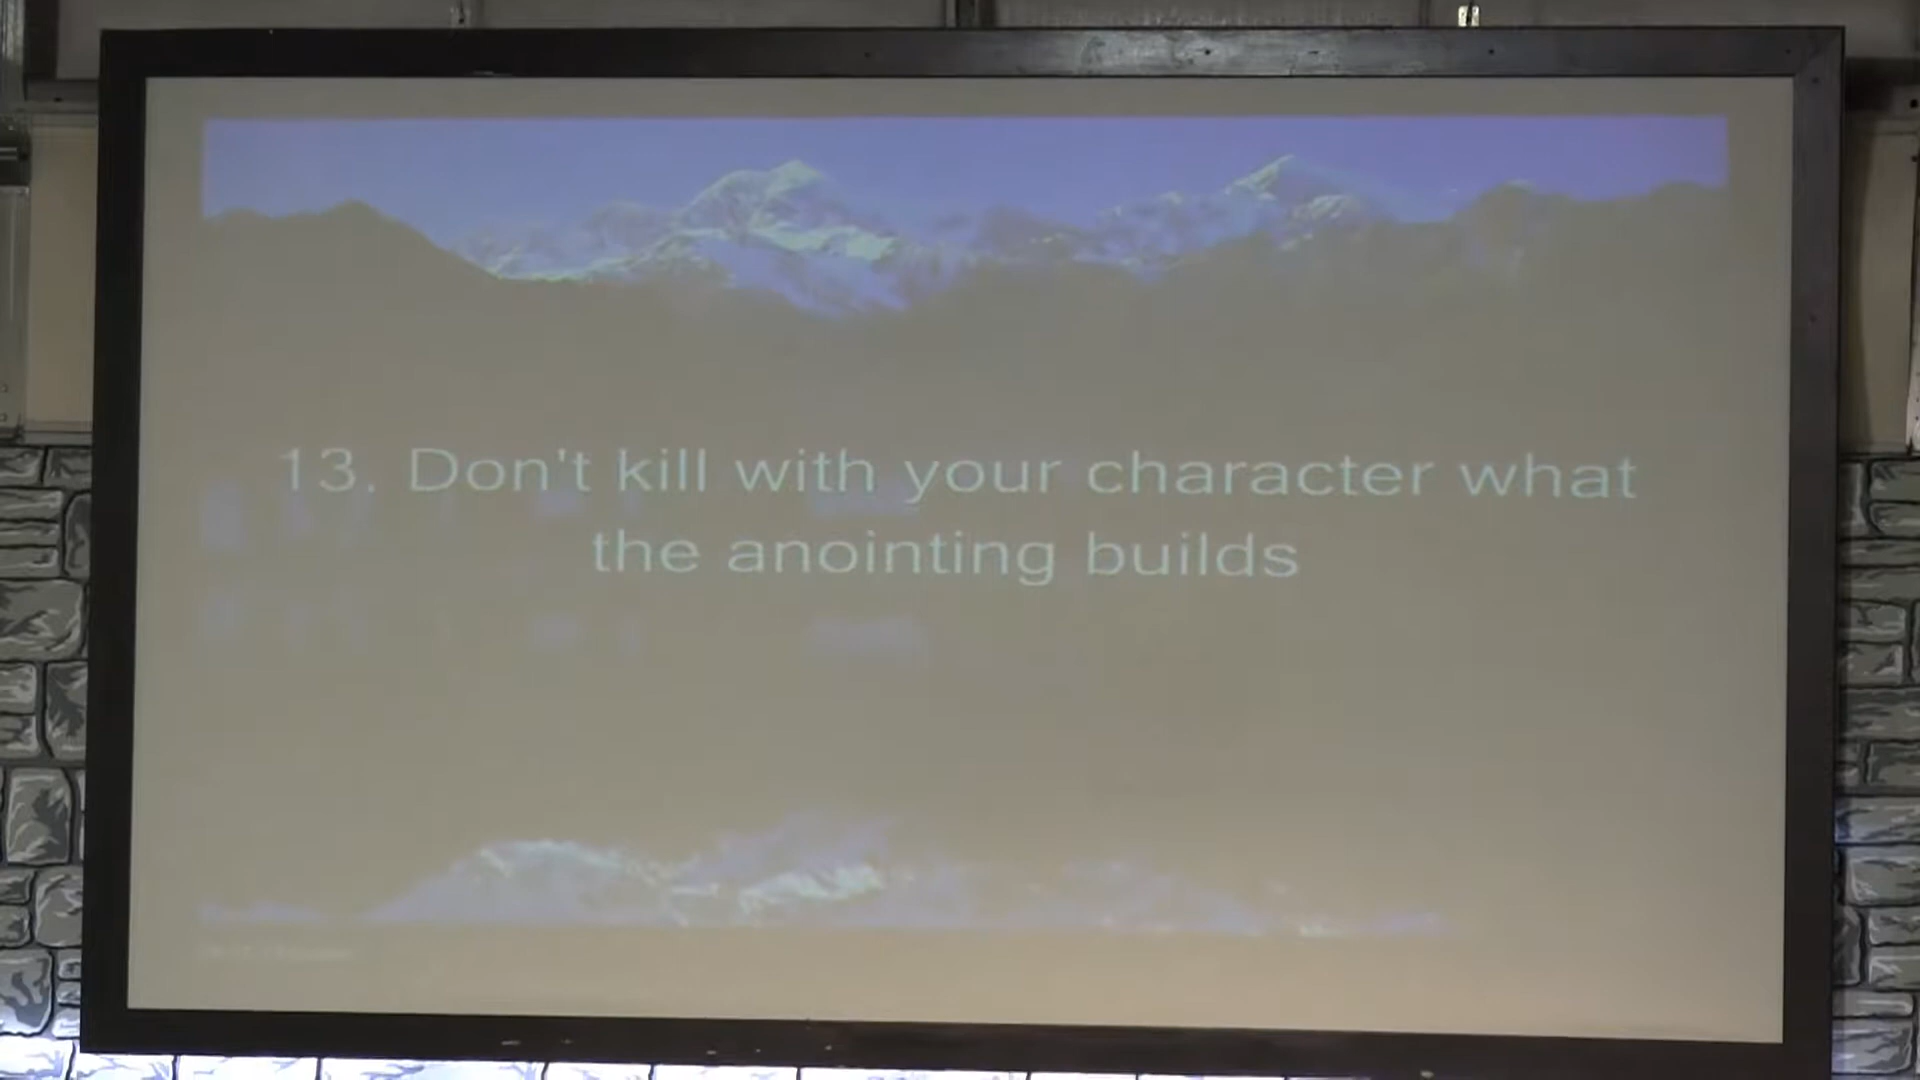 13. Don't kill with your character what
the anointing builds